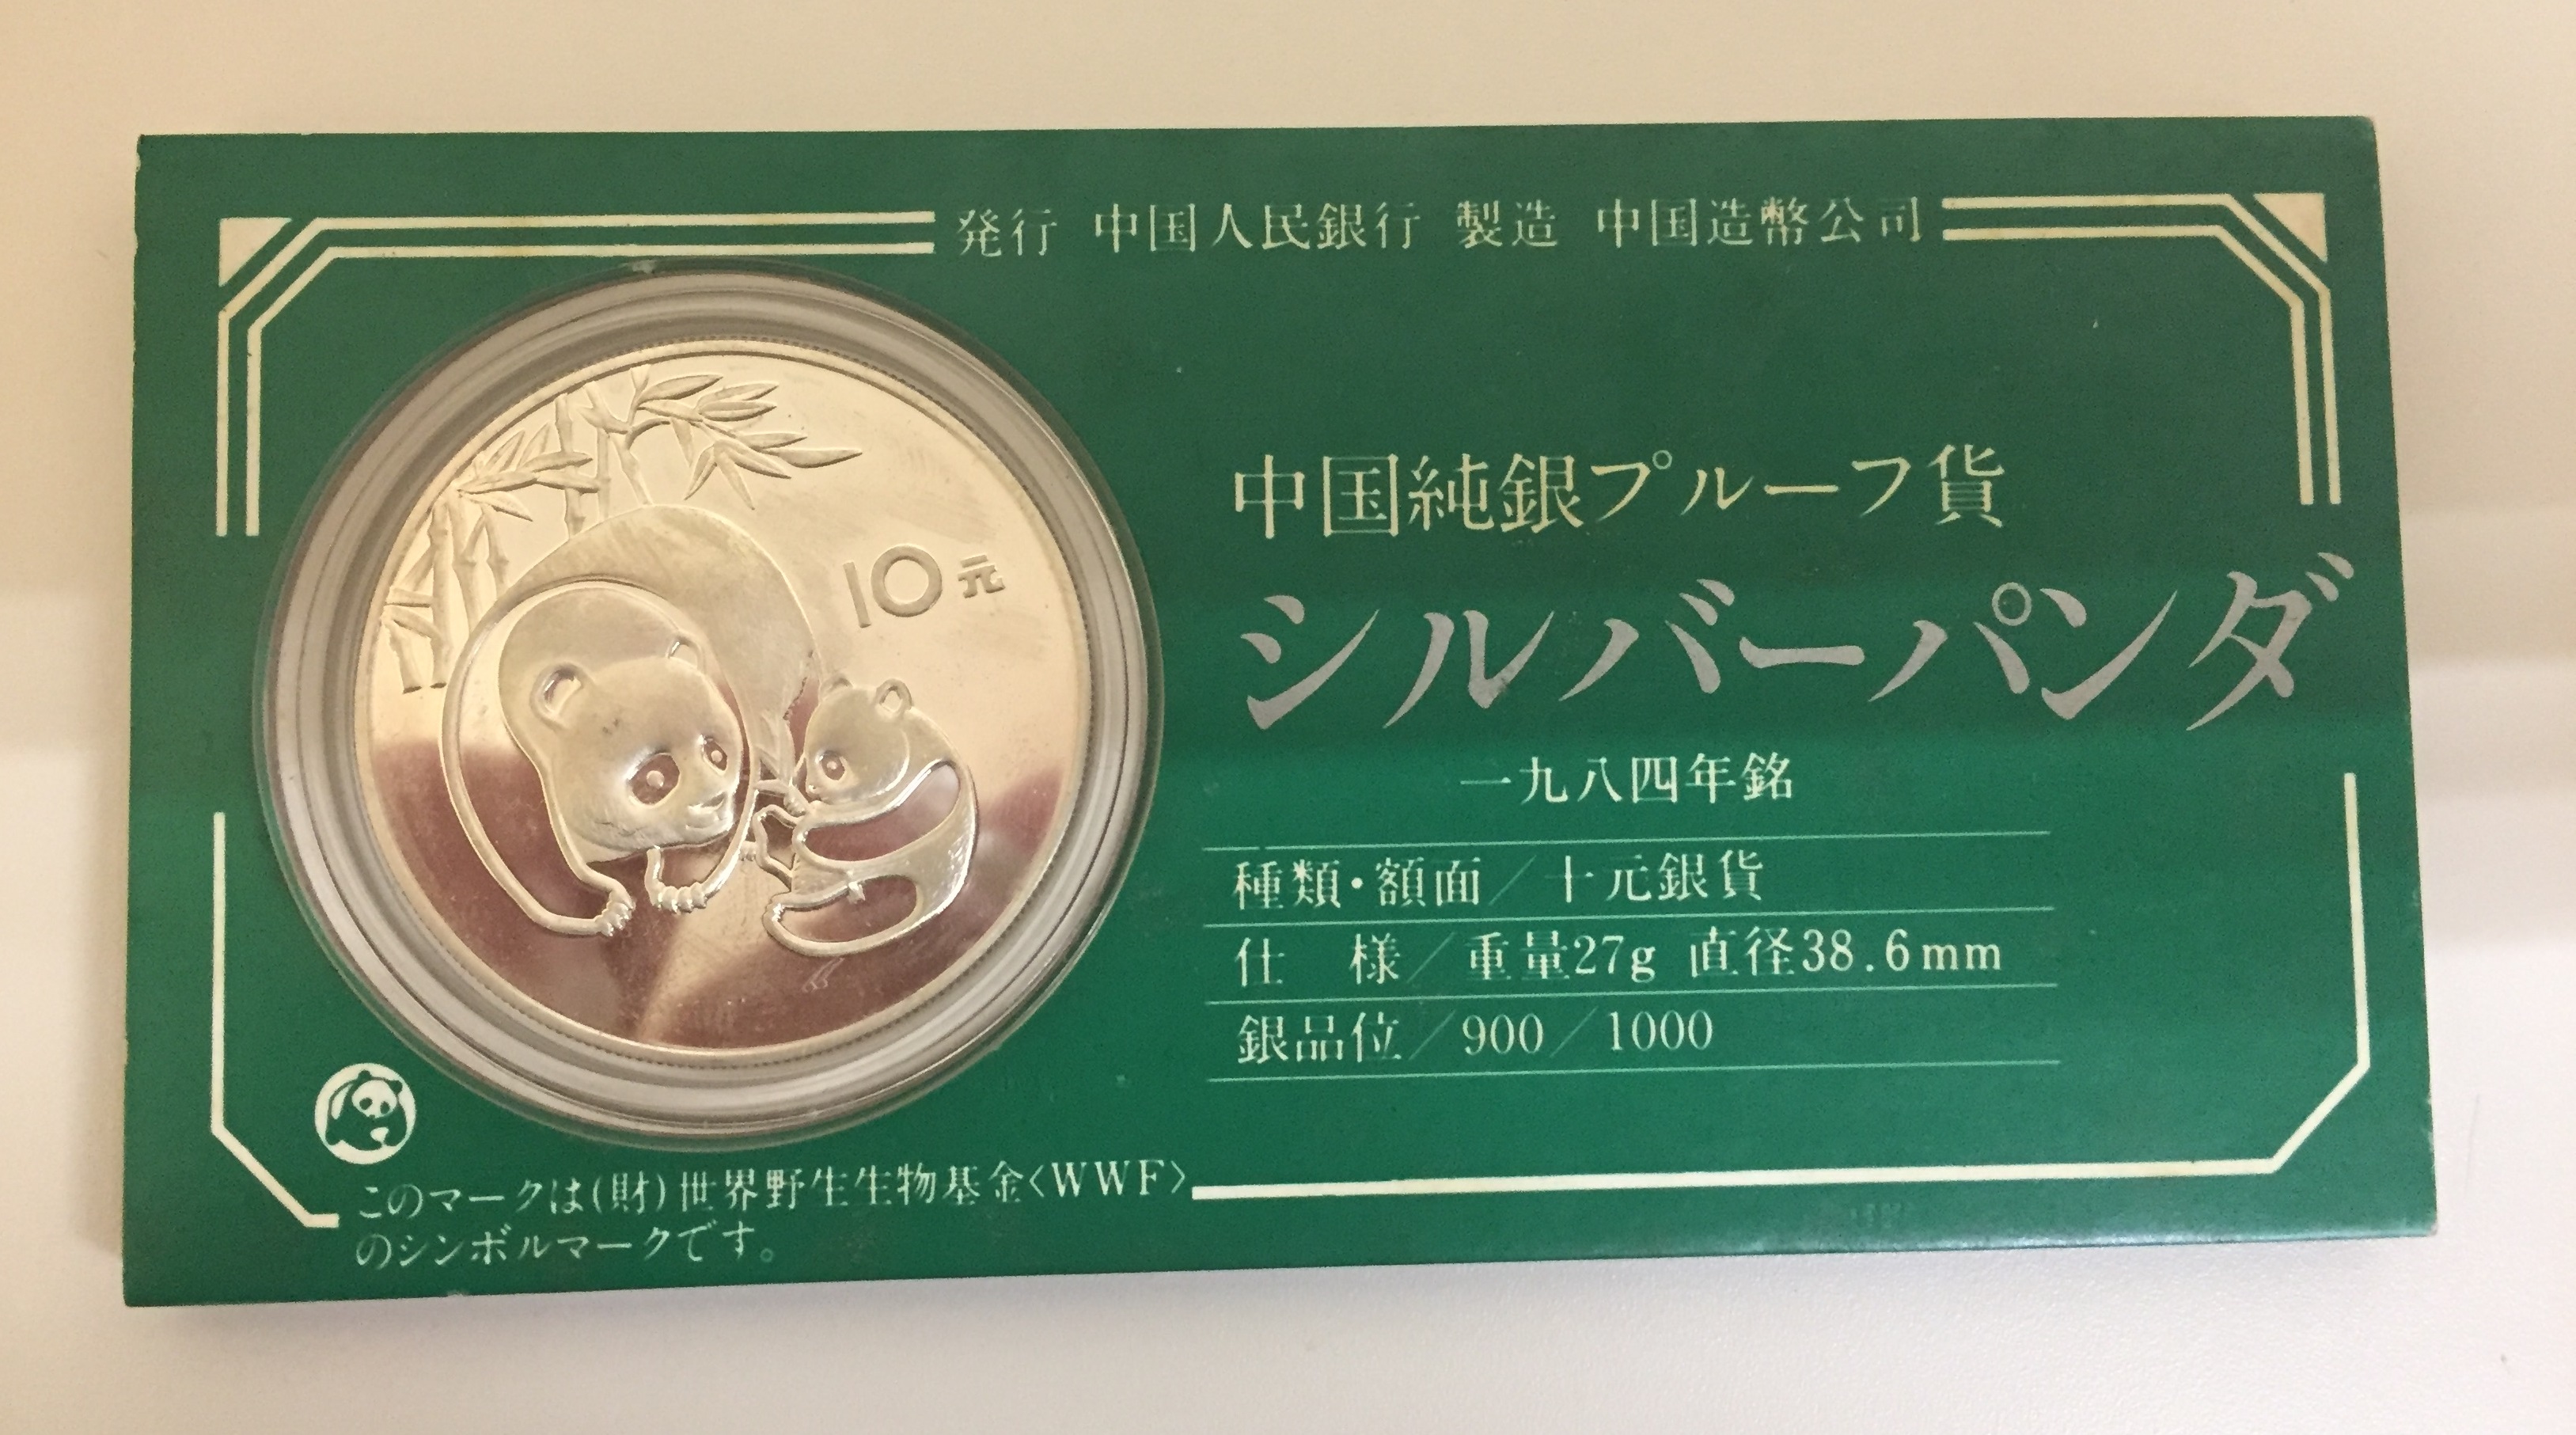 発行 中国人民銀行 製造 中国造幣公司
10元
中国純銀プルーフ貨
シルバーパンダ
一九八四年銘
種類・額面／十元銀貨
仕 様／重量27g 直径38.6mm
銀品位／900／1000
このマークは(財)世界野生生物基金〈WWF〉
のシンボルマークです。